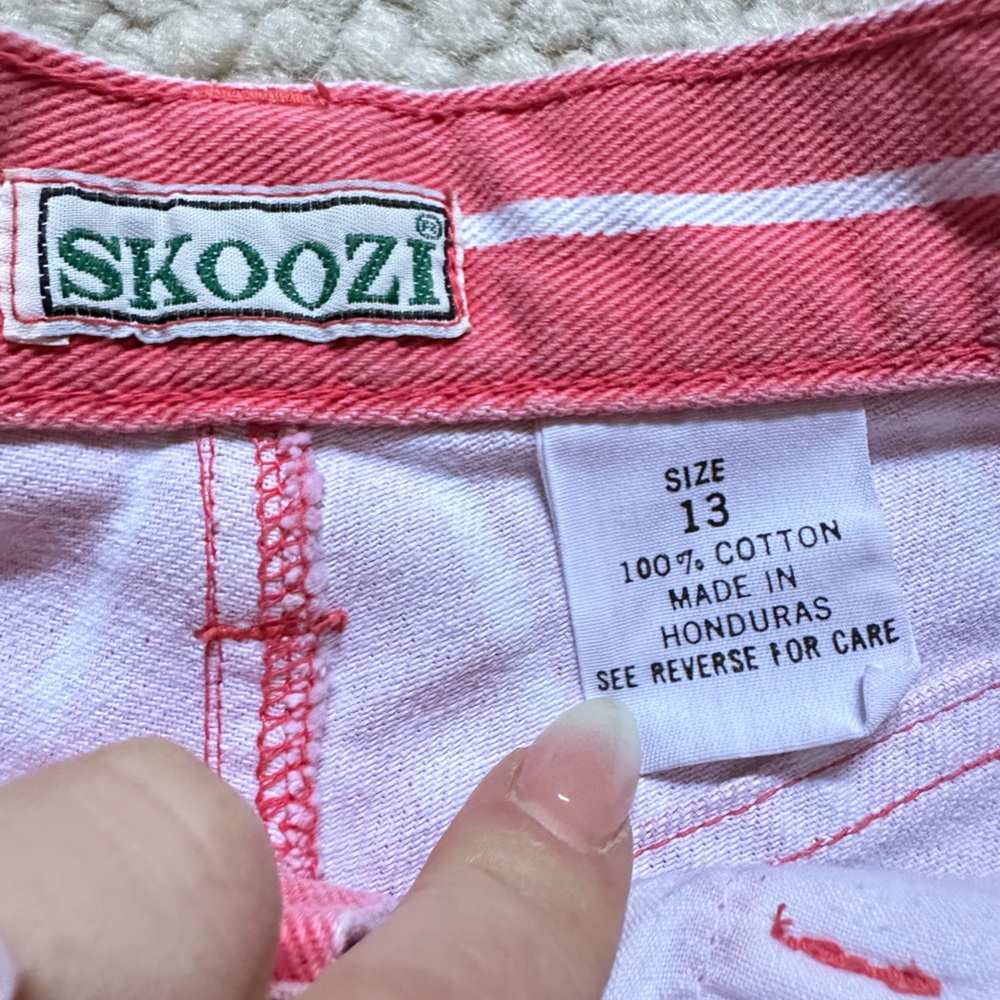 SKOOZI®
SIZE
13
100% COTTON
MADE IN
HONDURAS
SEE REVERSE FOR CARE